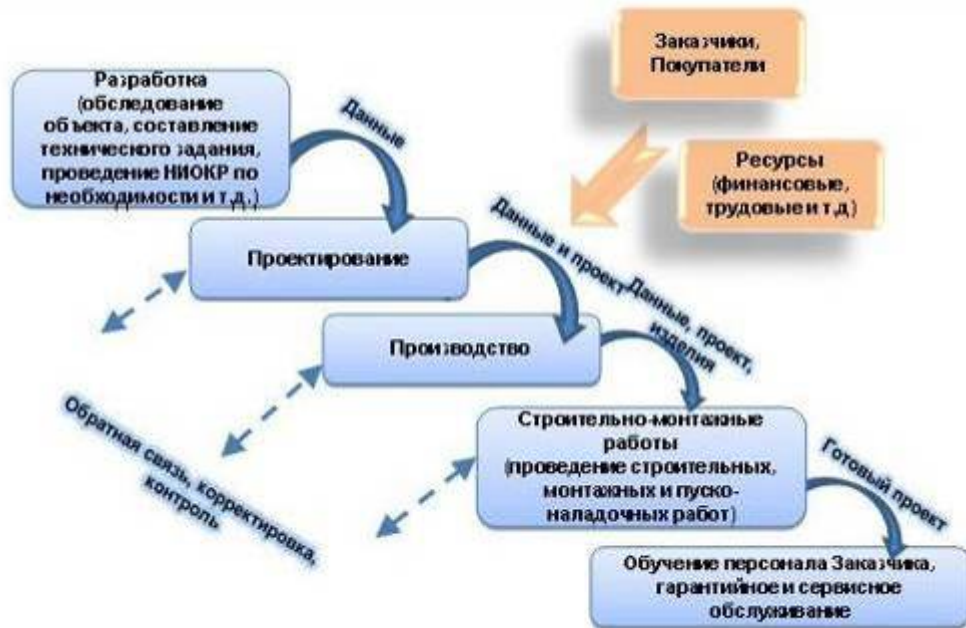 Заказчики,
Покупатели
Разработка
(обследование
объекта, составление
технического задания,
проведение НИОКР по
необходимости и т.д.)
Данные
Ресурсы
(финансовые,
трудовые и т.д)
Проектирование
Данные и проект
Данные, проект,
изделия
Производство
Обратная связь, корректировка,
контроль
Строительно-монтажные
работы
(проведение строительных,
монтажных и пуско-
наладочных работ)
Готовый проект
Обучение персонала Заказчика,
гарантийное и сервисное
обслуживание